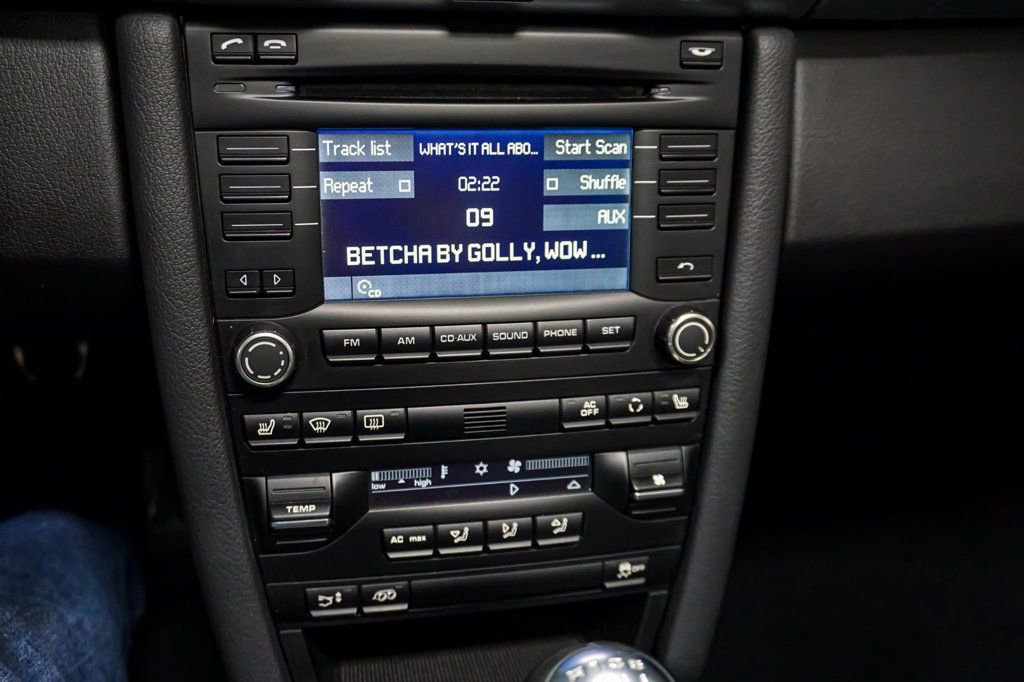 Track list WHAT'S IT ALL ABO... Start Scan
Repeat 02:22 Shuffle
09 AUX
BETCHA BY GOLLY, WOW ...
CD
FM AM CD·AUX SOUND PHONE SET
AC OFF
low high
TEMP
AC max
OFF